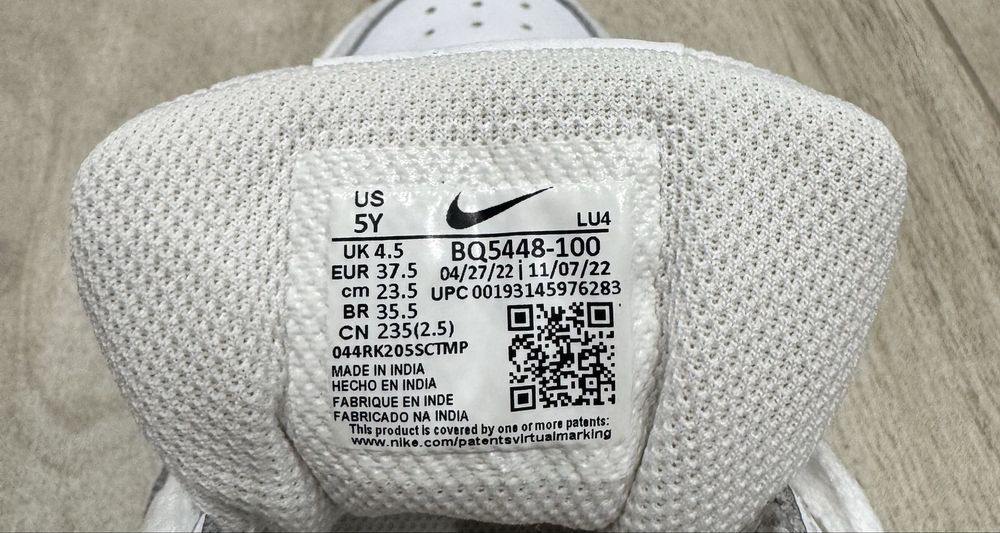 US
5Y
LU4
UK 4.5
BQ5448-100
EUR 37.5
04/27/22 | 11/07/22
cm 23.5
UPC 00193145976283
BR 35.5
CN 235(2.5)
044RK205SCTMP
MADE IN INDIA
HECHO EN INDIA
FABRIQUE EN INDE
FABRICADO NA INDIA
This product is covered by one or more patents:
www.nike.com/patentsvirtualmarking